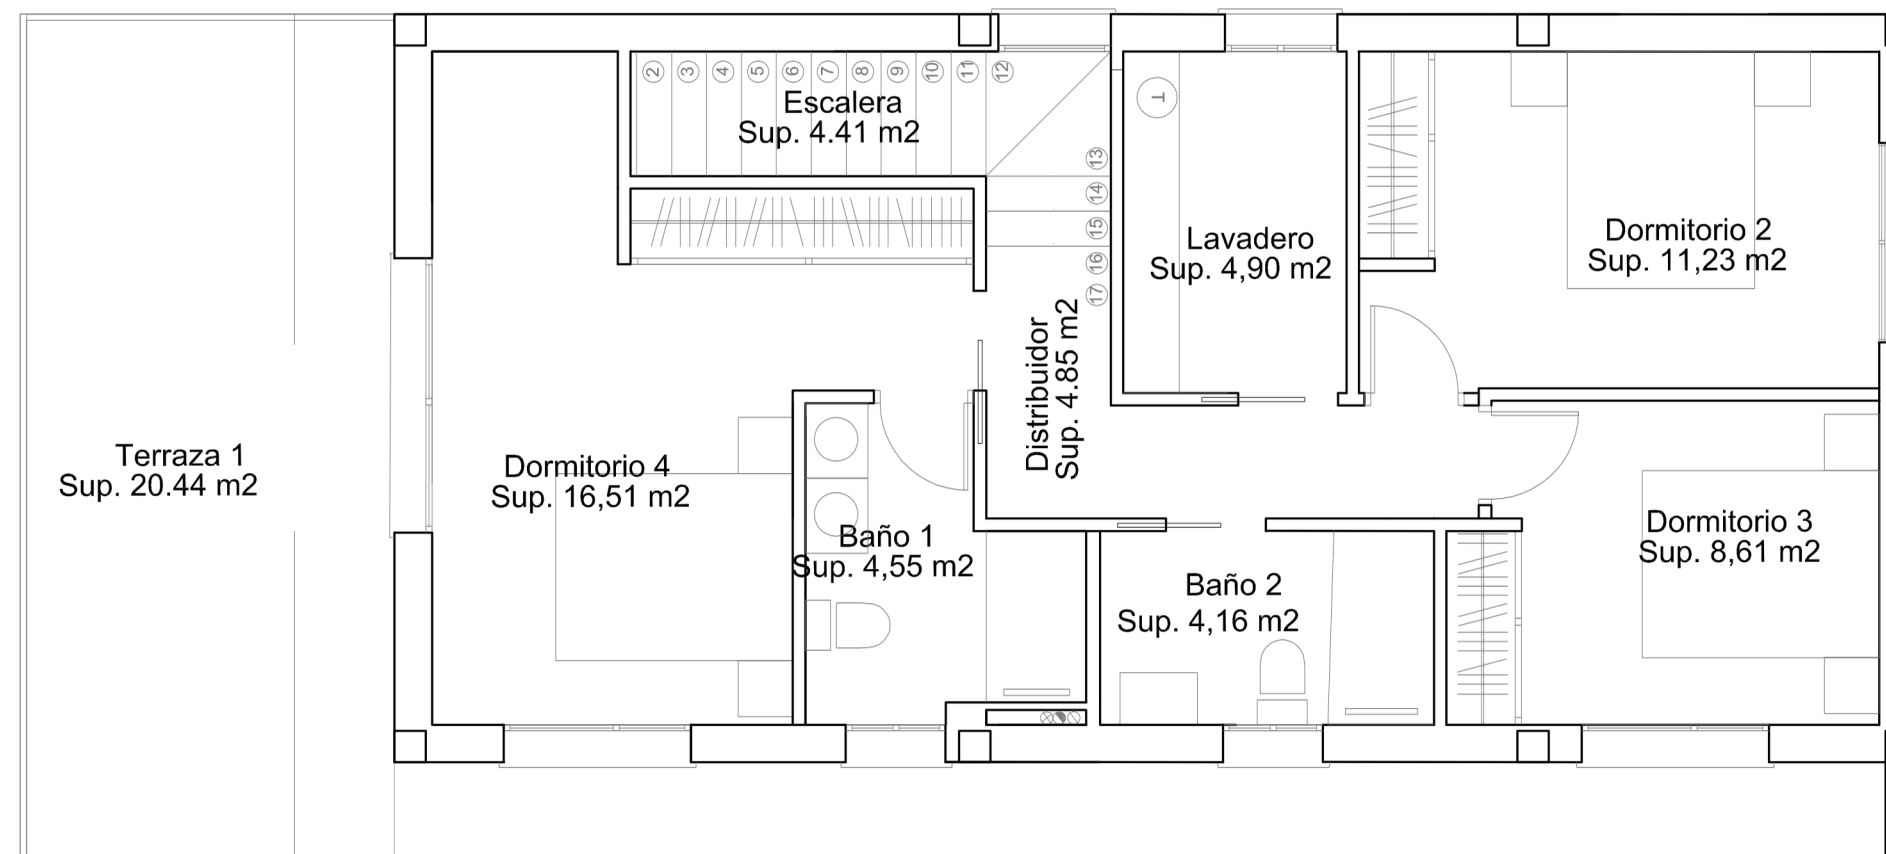 2
3
4
5
6
7
8
9
10
11
12
Escalera
Sup. 4.41 m2
13
14
15
16
17
T
Lavadero
Sup. 4,90 m2
Dormitorio 2
Sup. 11,23 m2
Distribuidor
Sup. 4.85 m2
Terraza 1
Sup. 20.44 m2
Dormitorio 4
Sup. 16,51 m2
Baño 1
Sup. 4,55 m2
Baño 2
Sup. 4,16 m2
Dormitorio 3
Sup. 8,61 m2